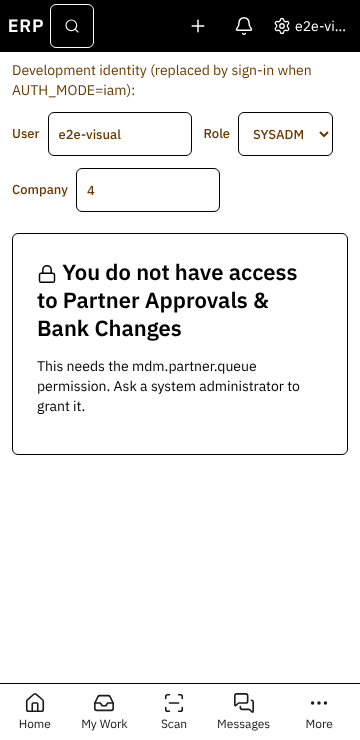 ERP
e2e-vi...
Development identity (replaced by sign-in when
AUTH_MODE=iam):
User e2e-visual Role SYSADM
Company 4
You do not have access
to Partner Approvals &
Bank Changes
This needs the mdm.partner.queue
permission. Ask a system administrator to
grant it.
Home My Work Scan Messages More